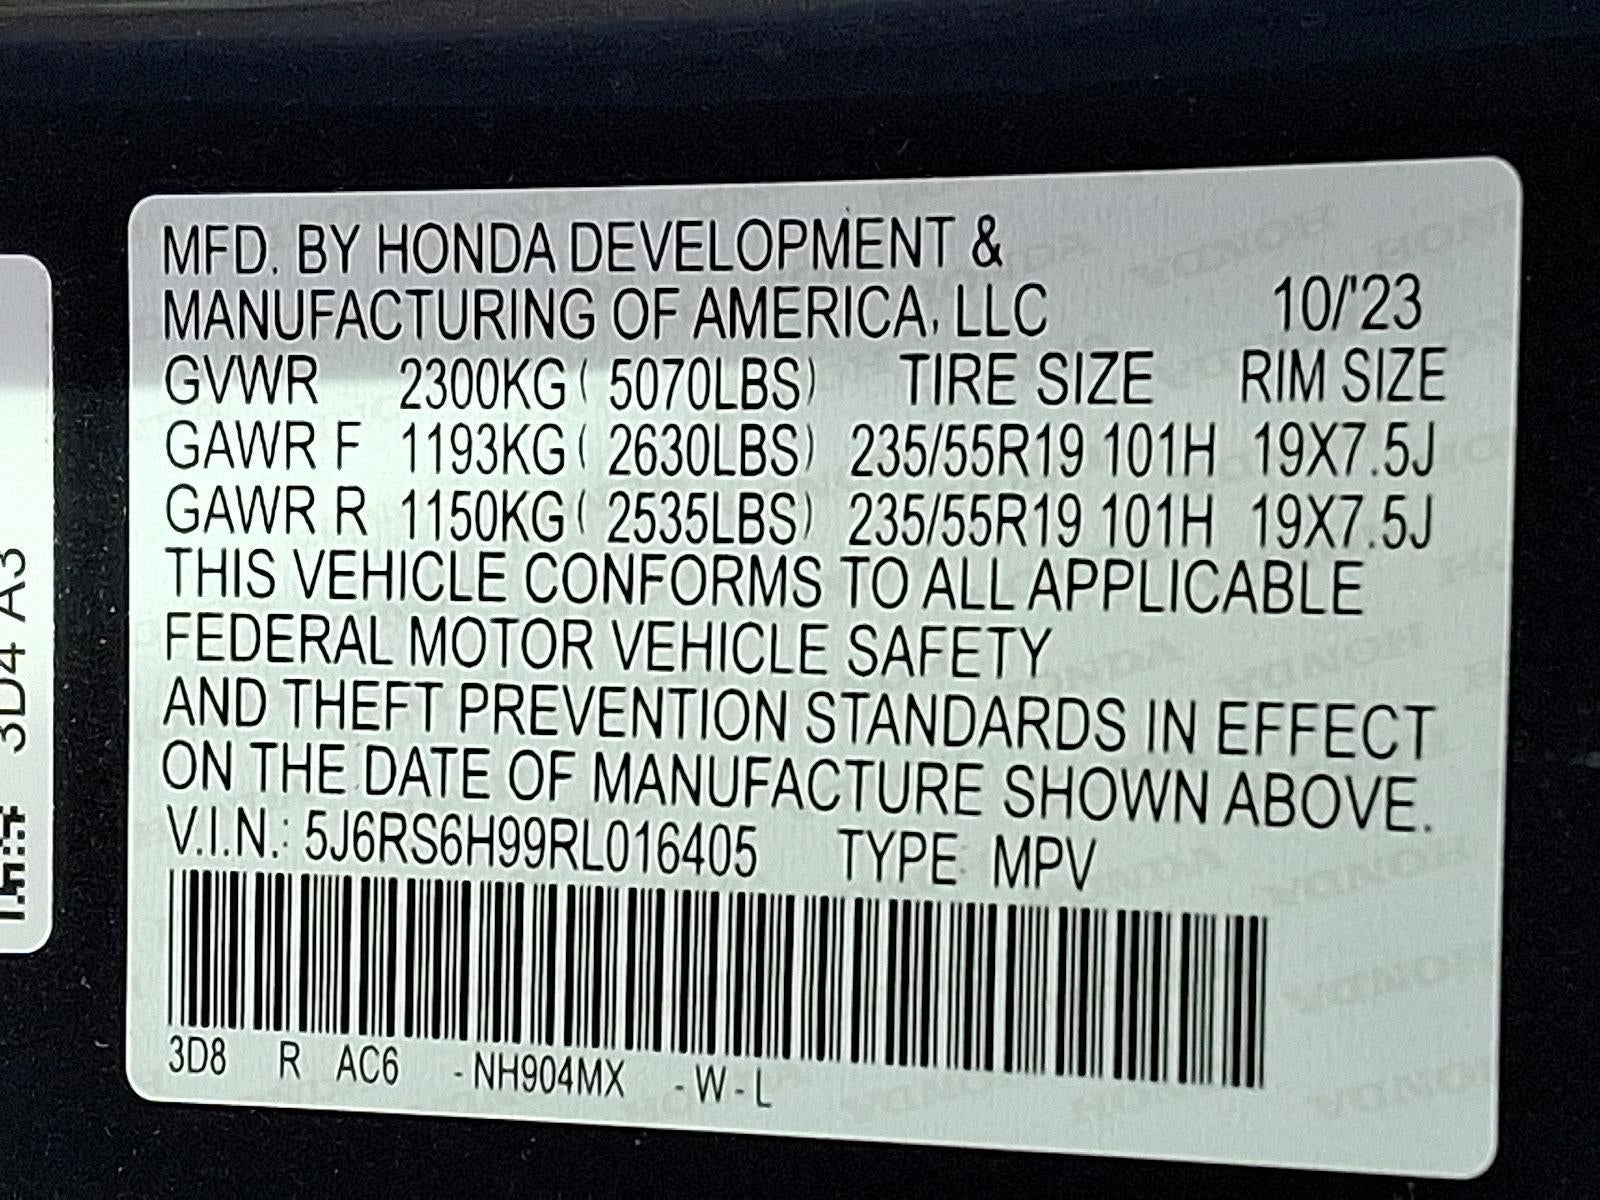 MFD. BY HONDA DEVELOPMENT &
MANUFACTURING OF AMERICA, LLC 10/'23
GVWR 2300KG ( 5070LBS) TIRE SIZE RIM SIZE
GAWR F 1193KG ( 2630LBS) 235/55R19 101H 19X7.5J
GAWR R 1150KG ( 2535LBS) 235/55R19 101H 19X7.5J
THIS VEHICLE CONFORMS TO ALL APPLICABLE
FEDERAL MOTOR VEHICLE SAFETY
AND THEFT PREVENTION STANDARDS IN EFFECT
ON THE DATE OF MANUFACTURE SHOWN ABOVE.
V.I.N.: 5J6RS6H99RL016405 TYPE: MPV
3D8 R AC6 -NH904MX -W-L
3D4 A3